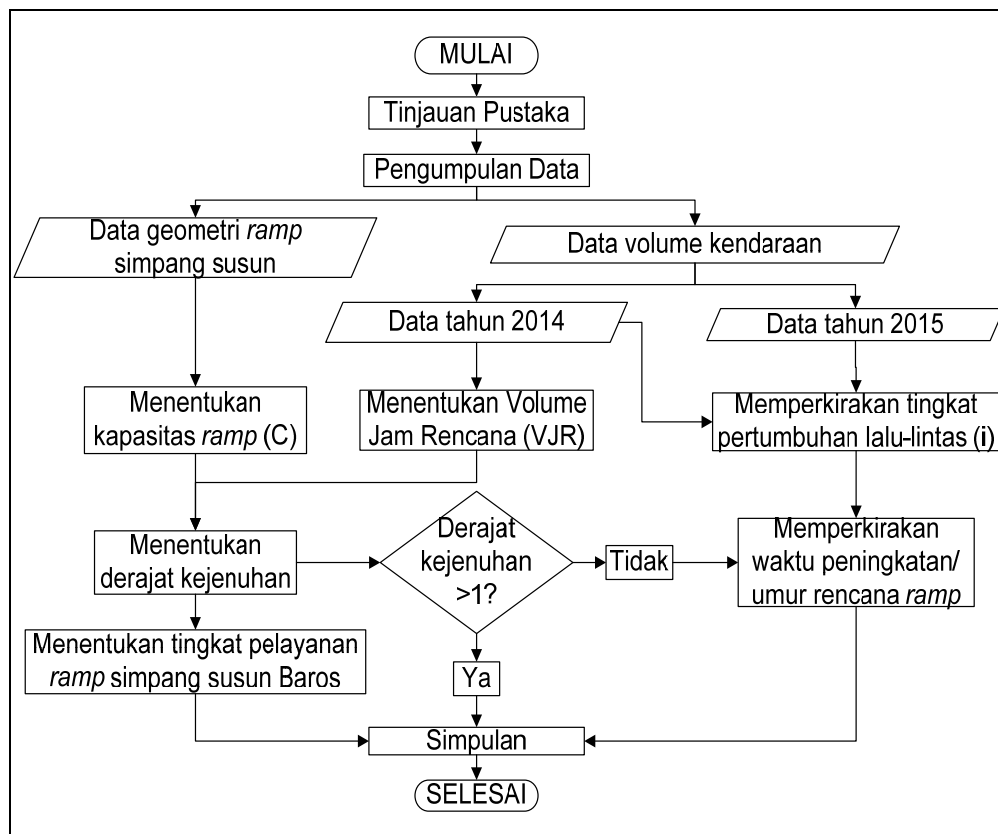 MULAI
Tinjauan Pustaka
Pengumpulan Data
Data geometri ramp
simpang susun
Data volume kendaraan
Data tahun 2014
Data tahun 2015
Menentukan
kapasitas ramp (C)
Menentukan Volume
Jam Rencana (VJR)
Memperkirakan tingkat
pertumbuhan lalu-lintas (i)
Menentukan
derajat kejenuhan
Derajat
kejenuhan
>1?
Tidak
Memperkirakan
waktu peningkatan/
umur rencana ramp
Menentukan tingkat pelayanan
ramp simpang susun Baros
Ya
Simpulan
SELESAI